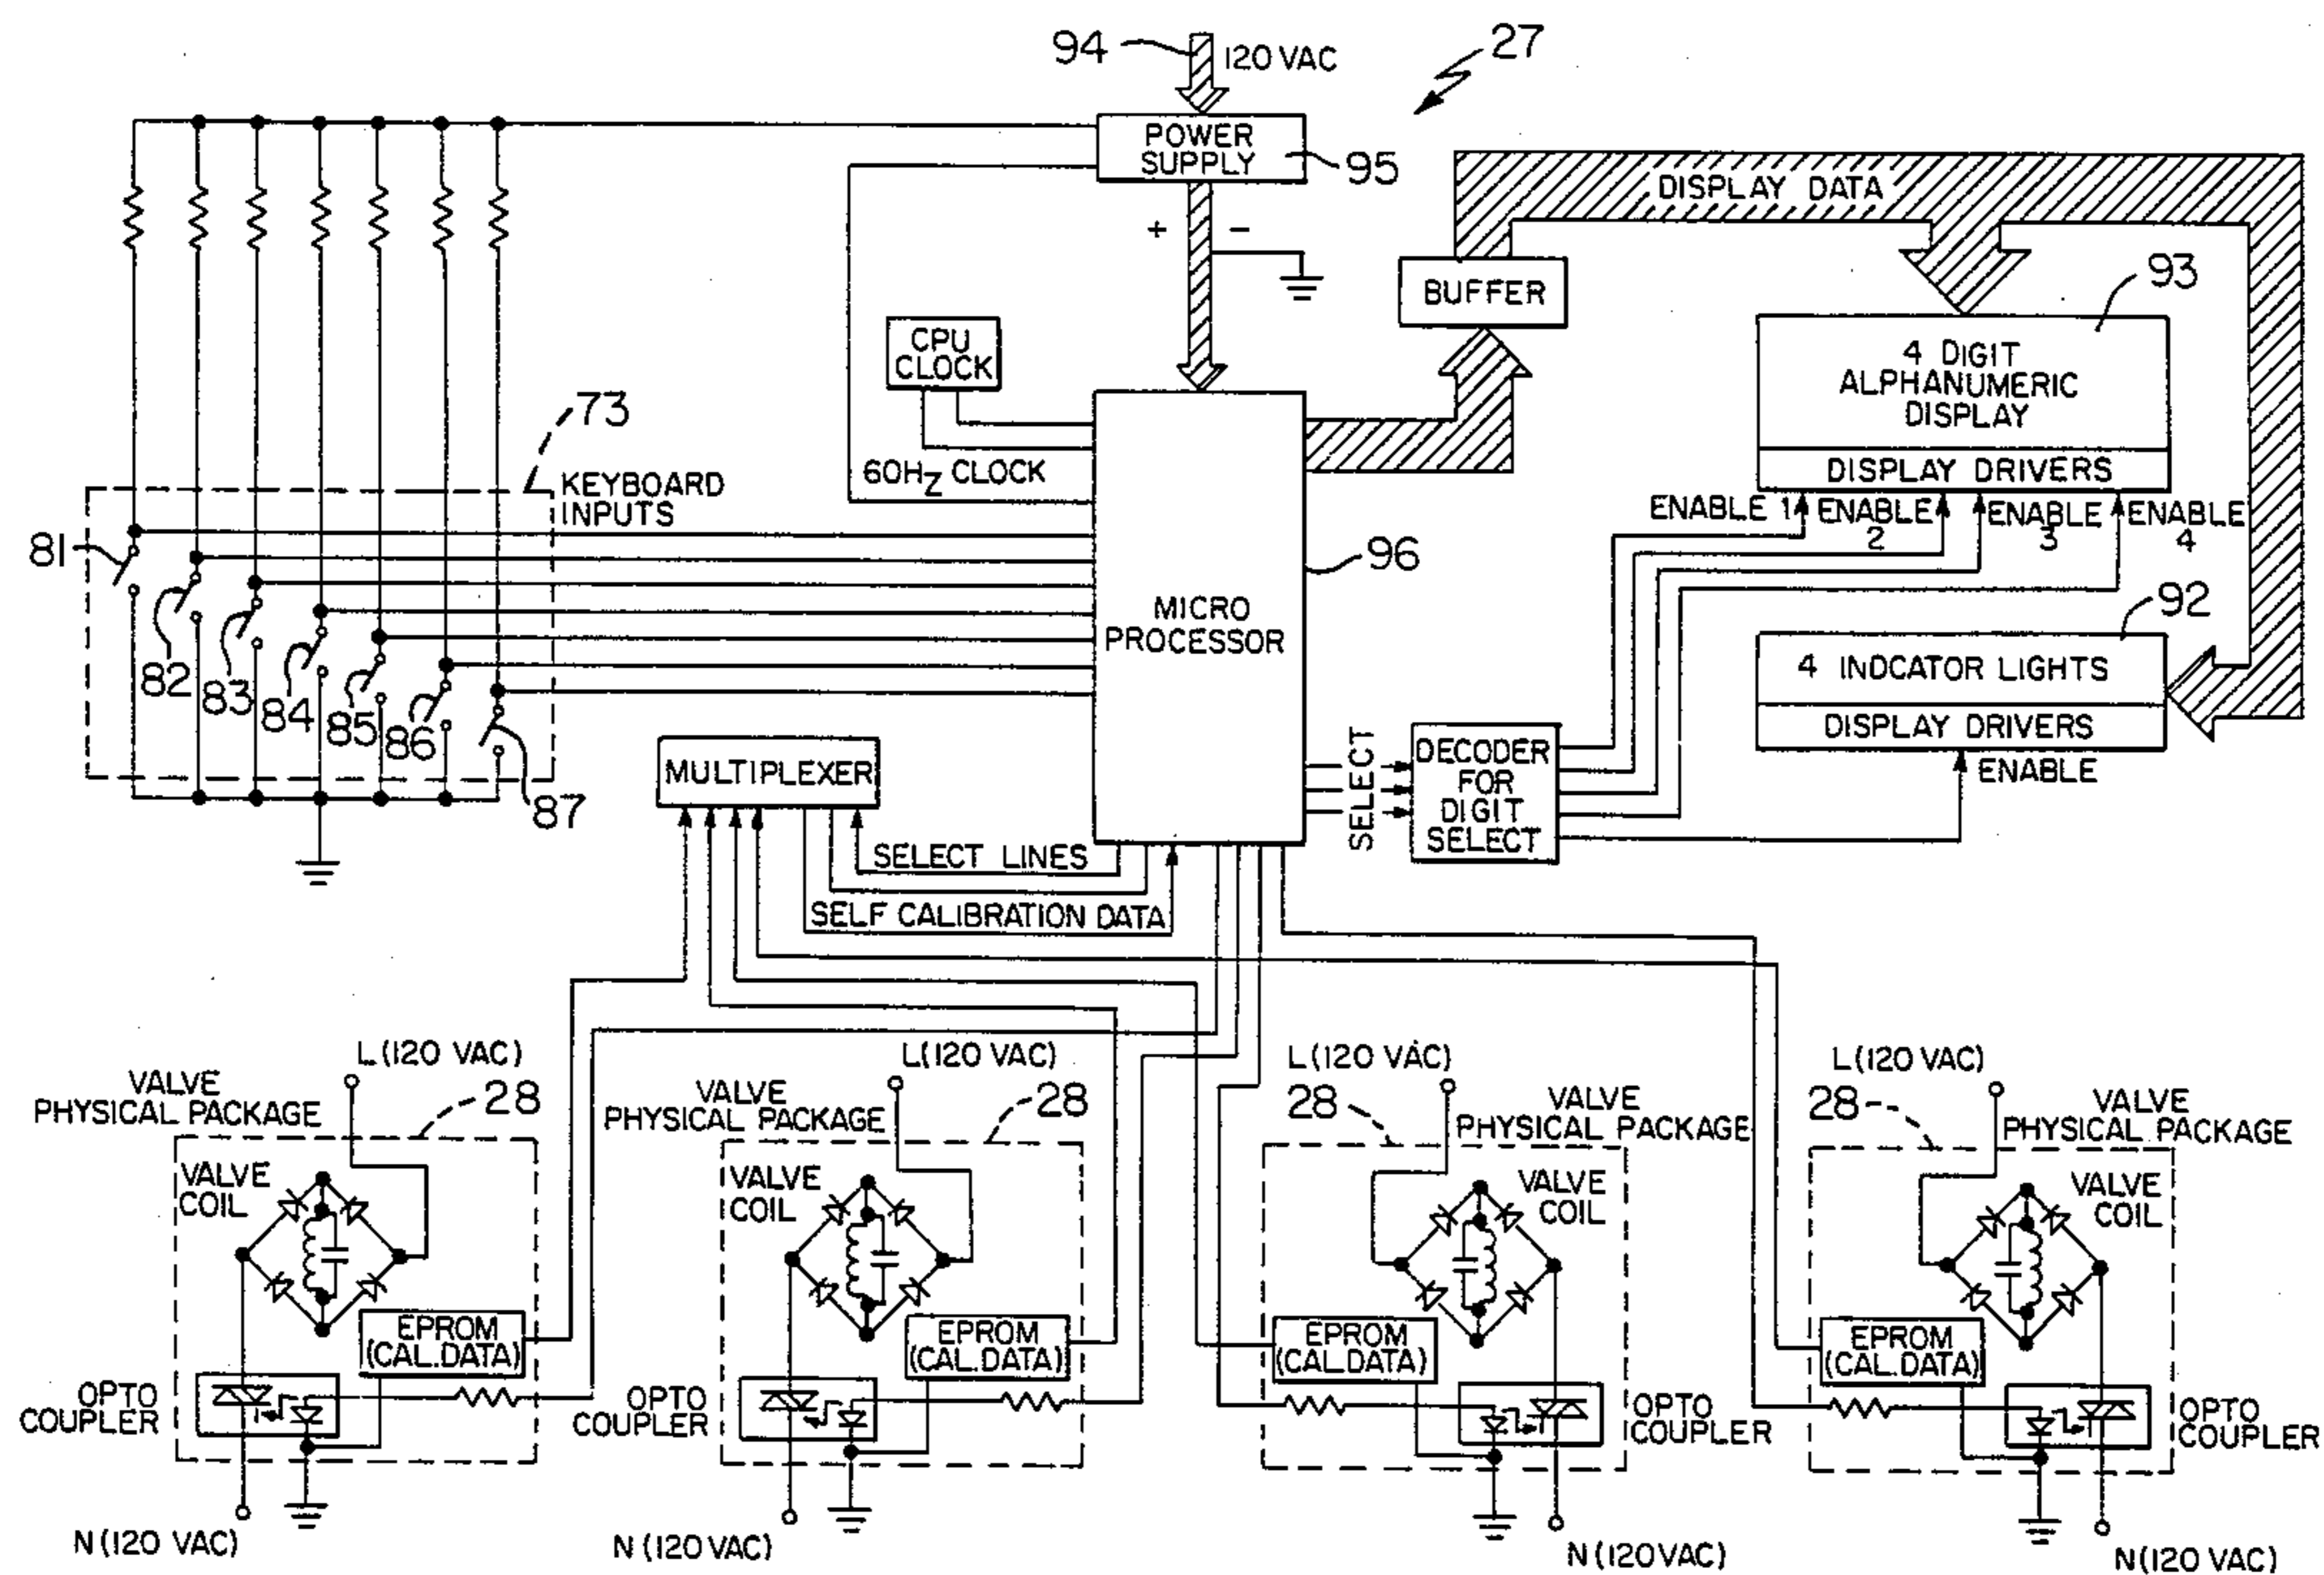 94
120 VAC
27
POWER
SUPPLY
95
DISPLAY DATA
+
-
BUFFER
93
CPU
CLOCK
4 DIGIT
ALPHANUMERIC
DISPLAY
73
60HZ CLOCK
DISPLAY DRIVERS
KEYBOARD
INPUTS
ENABLE 1
ENABLE
2
ENABLE
3
ENABLE
4
81
96
92
MICRO
PROCESSOR
82
83
84
85
86
87
4 INDCATOR LIGHTS
DISPLAY DRIVERS
ENABLE
MULTIPLEXER
SELECT
DECODER
FOR
DIGIT
SELECT
SELECT LINES
SELF CALIBRATION DATA
L(120 VAC)
L(120 VAC)
L(120 VAC)
L(120 VAC)
VALVE
PHYSICAL PACKAGE
28
VALVE
PHYSICAL PACKAGE
28
28
VALVE
PHYSICAL PACKAGE
28
VALVE
PHYSICAL PACKAGE
VALVE
COIL
VALVE
COIL
VALVE
COIL
VALVE
COIL
EPROM
(CAL.DATA)
EPROM
(CAL.DATA)
EPROM
(CAL.DATA)
EPROM
(CAL.DATA)
OPTO
COUPLER
OPTO
COUPLER
OPTO
COUPLER
OPTO
COUPLER
N(120 VAC)
N(120VAC)
N(120VAC)
N(120 VAC)